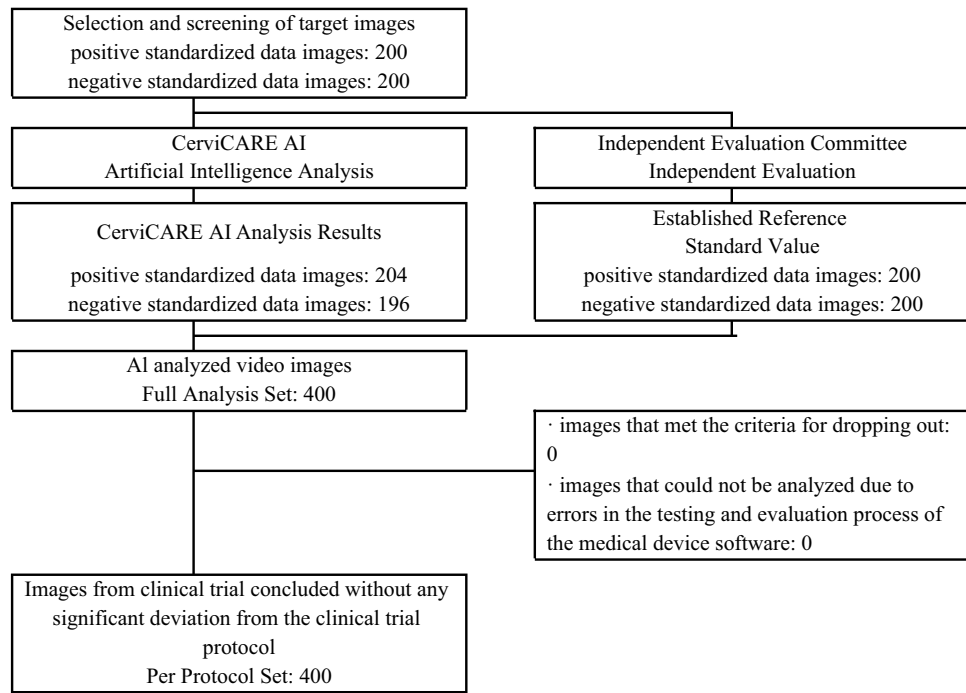 Selection and screening of target images
positive standardized data images: 200
negative standardized data images: 200
CerviCARE AI
Artificial Intelligence Analysis
Independent Evaluation Committee
Independent Evaluation
CerviCARE AI Analysis Results
positive standardized data images: 204
negative standardized data images: 196
Established Reference
Standard Value
positive standardized data images: 200
negative standardized data images: 200
Al analyzed video images
Full Analysis Set: 400
· images that met the criteria for dropping out:
0
· images that could not be analyzed due to
errors in the testing and evaluation process of
the medical device software: 0
Images from clinical trial concluded without any
significant deviation from the clinical trial
protocol
Per Protocol Set: 400